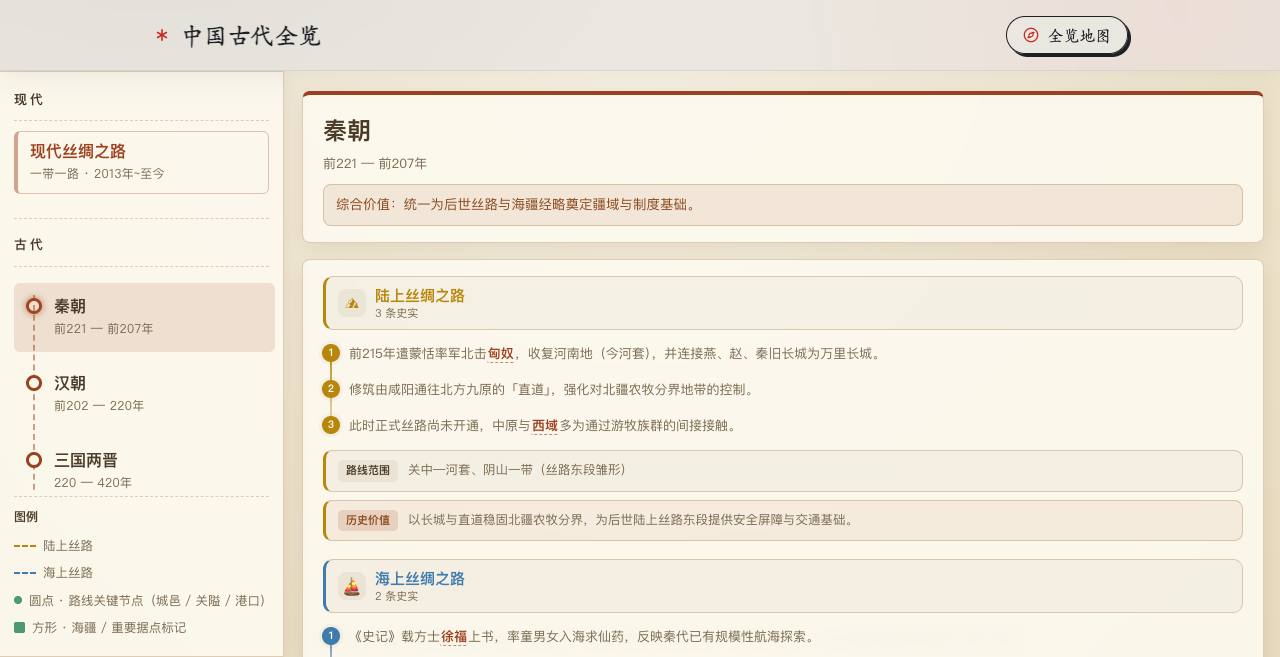 * 中国古代全览
全览地图
现代
现代丝绸之路
一带一路 · 2013年~至今
古代
秦朝
前221 — 前207年
汉朝
前202 — 220年
三国两晋
220 — 420年
图例
陆上丝路
海上丝路
圆点 · 路线关键节点（城邑 / 关隘 / 港口）
方形 · 海疆 / 重要据点标记
秦朝
前221 — 前207年
综合价值：统一为后世丝路与海疆经略奠定疆域与制度基础。
陆上丝绸之路
3 条史实
1 前215年遣蒙恬率军北击匈奴，收复河南地（今河套），并连接燕、赵、秦旧长城为万里长城。
2 修筑由咸阳通往北方九原的「直道」，强化对北疆农牧分界地带的控制。
3 此时正式丝路尚未开通，中原与西域多为通过游牧族群的间接接触。
路线范围 关中—河套、阴山一带（丝路东段雏形）
历史价值 以长城与直道稳固北疆农牧分界，为后世陆上丝路东段提供安全屏障与交通基础。
海上丝绸之路
2 条史实
1 《史记》载方士徐福上书，率童男女入海求仙药，反映秦代已有规模性航海探索。